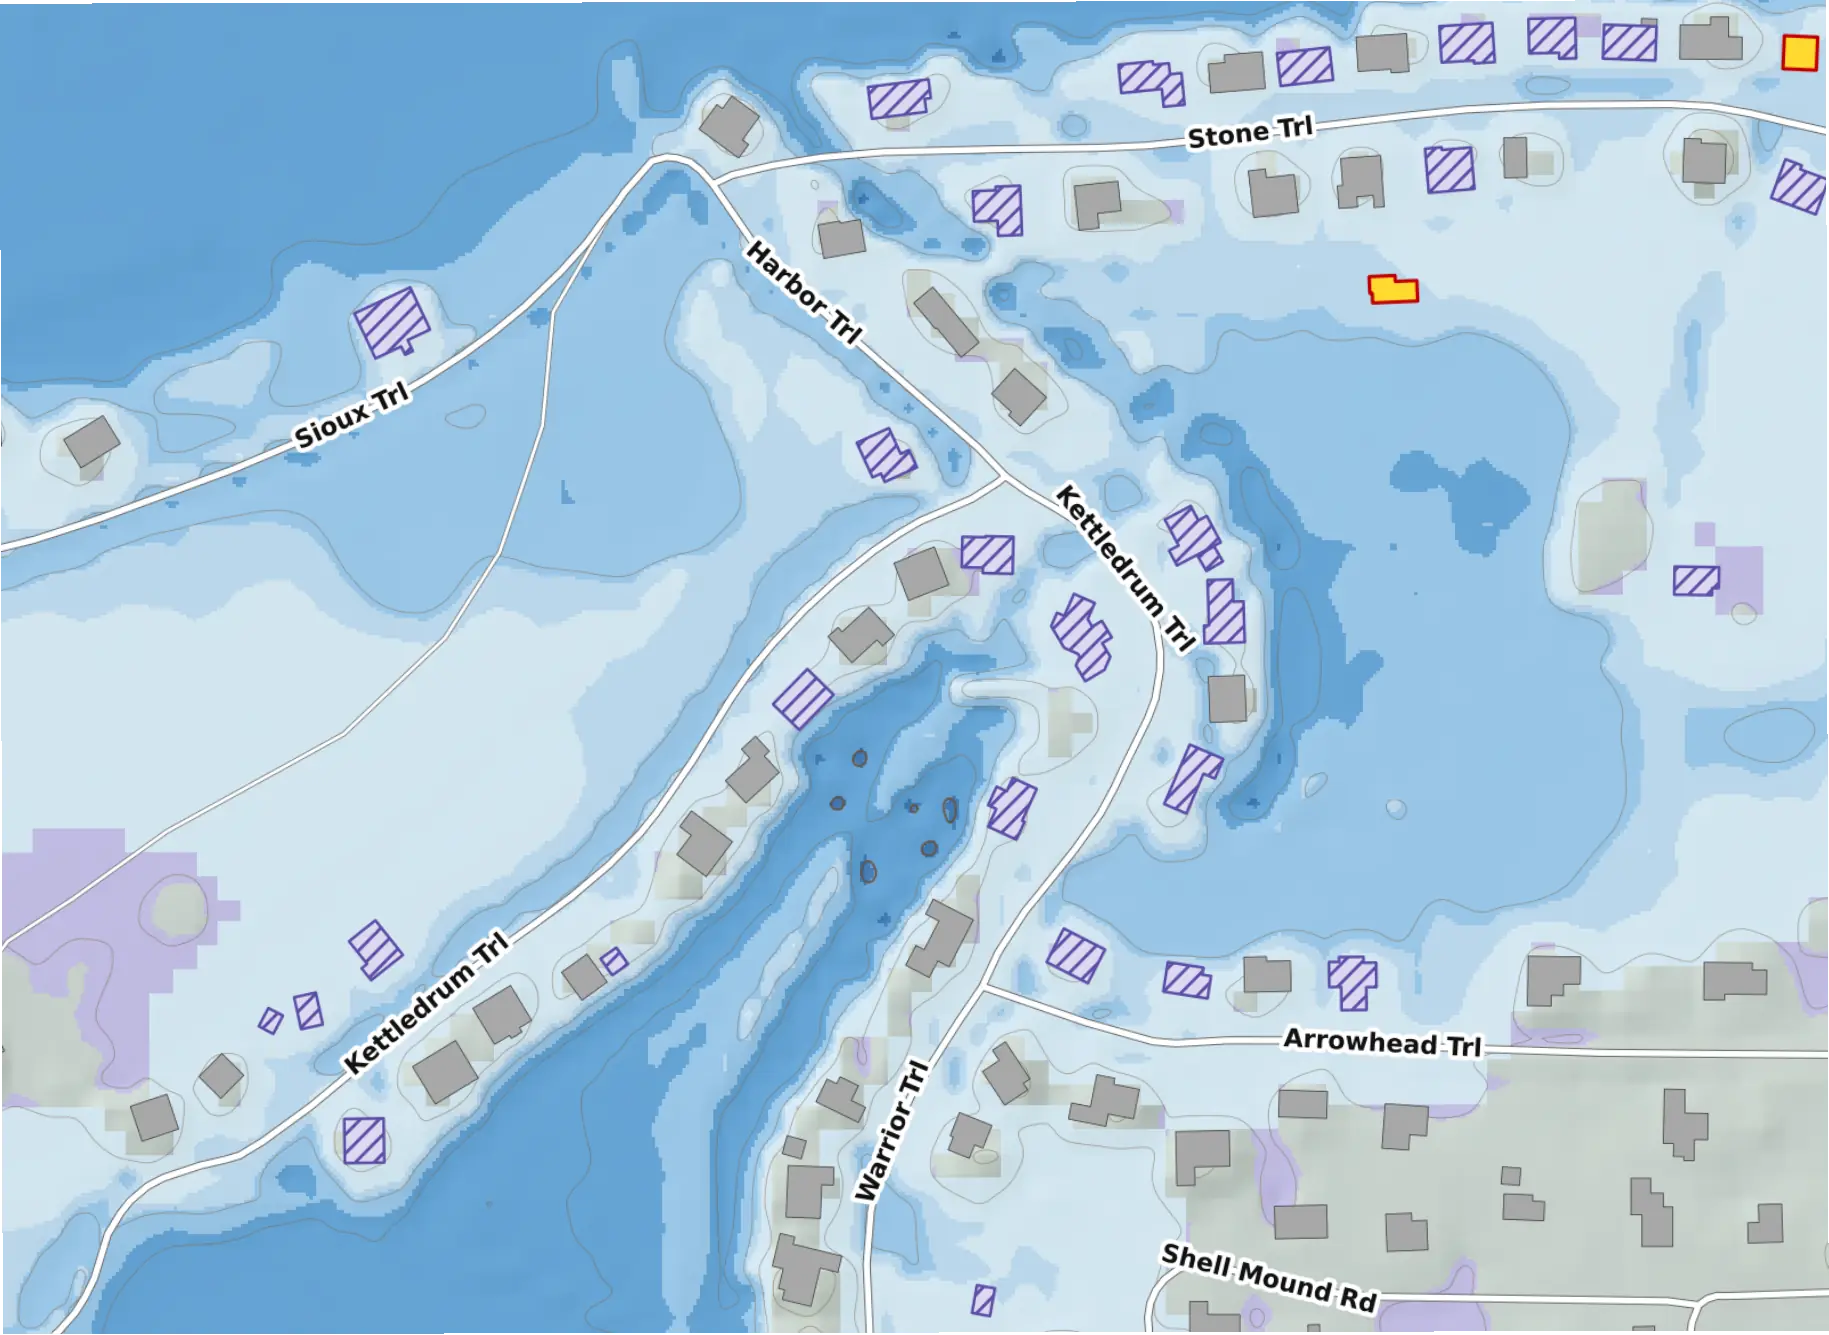 Stone Trl
Harbor Trl
Sioux Trl
Kettledrum Trl
Kettledrum Trl
Arrowhead Trl
Warrior Trl
Shell Mound Rd